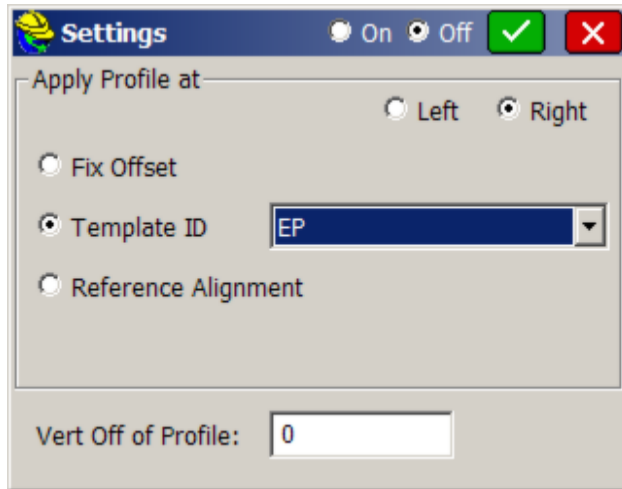 Settings On Off
Apply Profile at
Left Right
Fix Offset
Template ID EP
Reference Alignment
Vert Off of Profile: 0